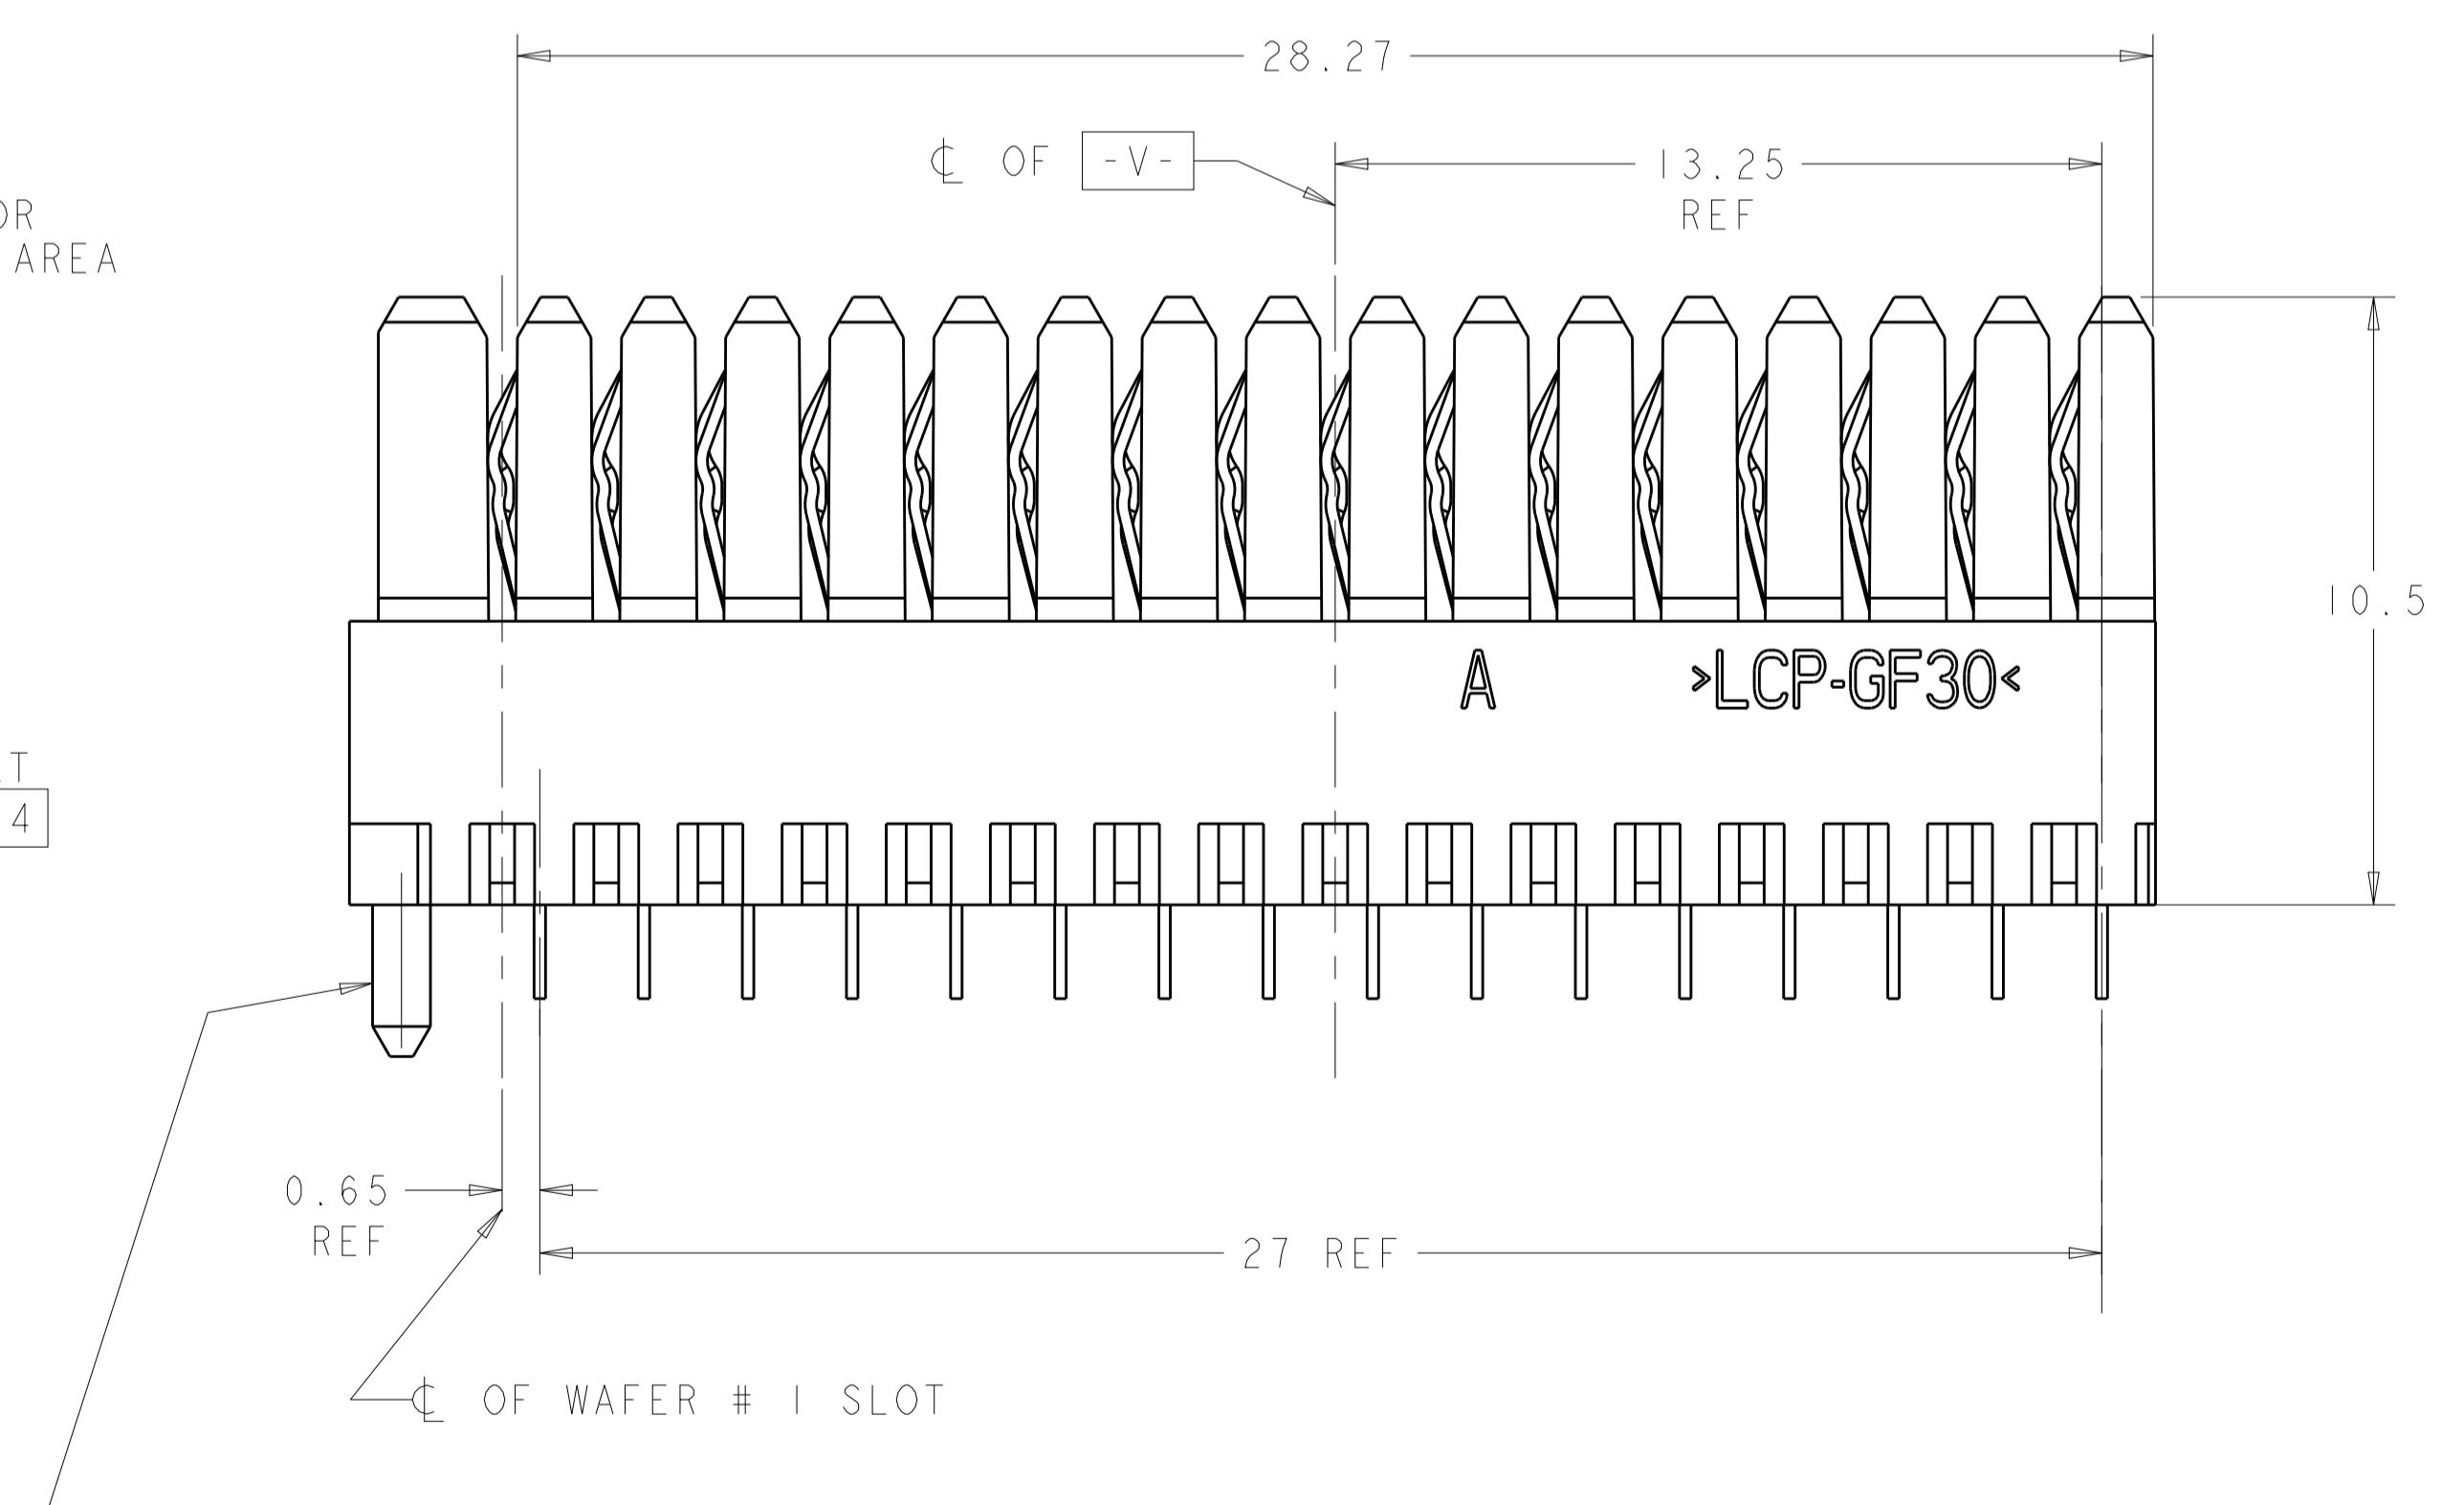 28.27
℄ OF -V-
13.25
REF
OR
AREA
10.5
A
>LCP-GF30<
T
4
0.65
REF
27 REF
℄ OF WAFER # 1 SLOT